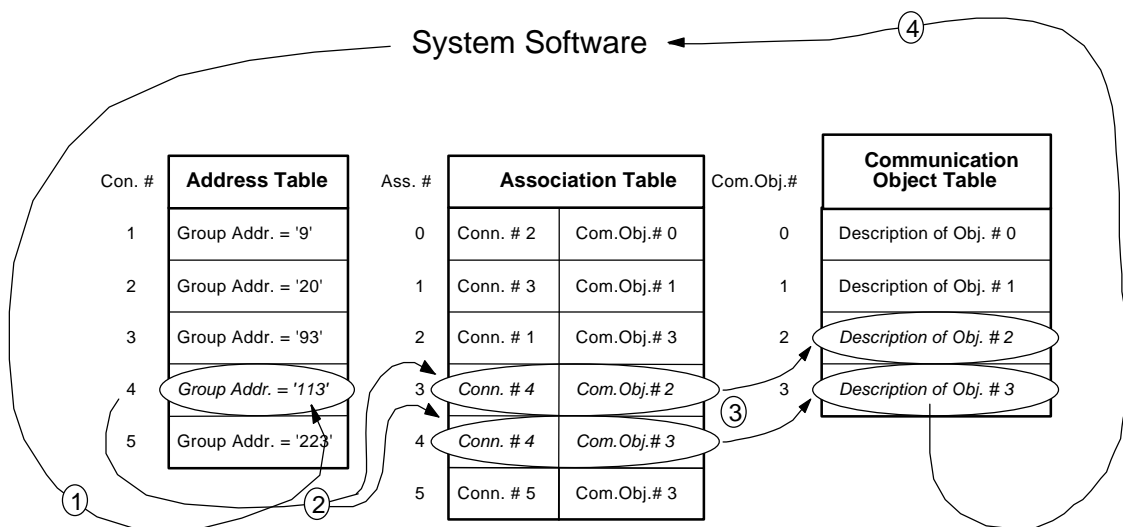 System Software
4
Con. # Address Table
1 Group Addr. = '9'
2 Group Addr. = '20'
3 Group Addr. = '93'
4 Group Addr. = '113'
5 Group Addr. = '223'
Ass. # Association Table
0 Conn. # 2 Com.Obj.# 0
1 Conn. # 3 Com.Obj.# 1
2 Conn. # 1 Com.Obj.# 3
3 Conn. # 4 Com.Obj.# 2
4 Conn. # 4 Com.Obj.# 3
5 Conn. # 5 Com.Obj.# 3
Com.Obj.# Communication
Object Table
0 Description of Obj. # 0
1 Description of Obj. # 1
2 Description of Obj. # 2
3 Description of Obj. # 3
3
1
2